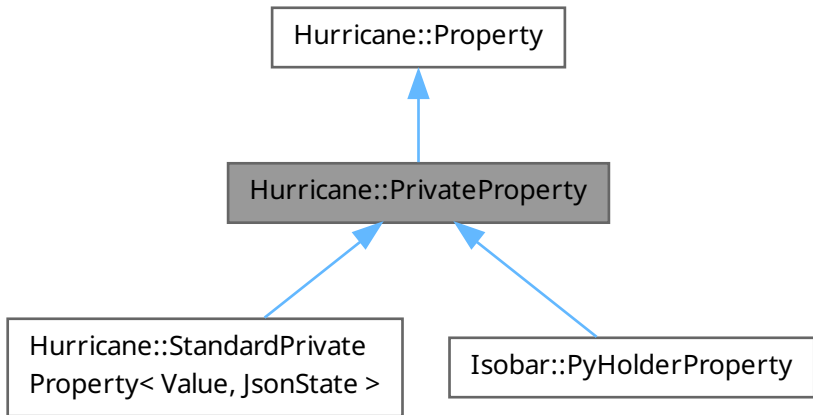 Hurricane::Property
Hurricane::PrivateProperty
Hurricane::StandardPrivate
Property< Value, JsonState >
Isobar::PyHolderProperty